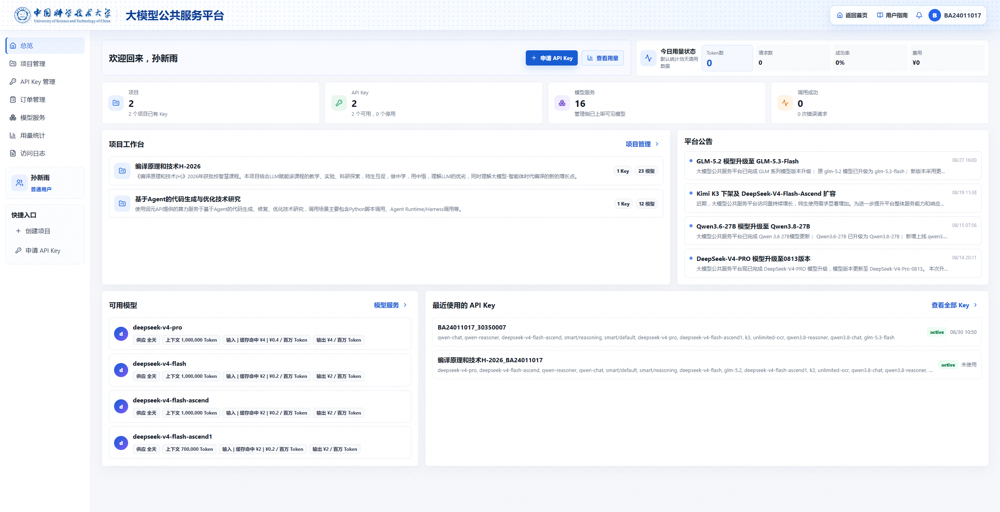 中国科学技术大学
University of Science and Technology of China
大模型公共服务平台
返回首页
用户指南
B
BA24011017
总览
项目管理
API Key 管理
订单管理
模型服务
用量统计
访问日志
孙新雨
普通用户
快捷入口
创建项目
申请 API Key
欢迎回来，孙新雨
申请 API Key
查看用量
今日用量状态
默认统计当天调用
数据
Token数
0
请求数
0
成功率
0%
费用
¥0
项目
2
2 个项目已有 Key
API Key
2
2 个可用，0 个停用
模型服务
16
管理侧已上架可见模型
调用成功
0
0 次错误请求
项目工作台
项目管理
编译原理和技术H-2026
《编译原理和技术(H)》2026年获批校智慧课程。本项目结合LLM赋能该课程的教学、实验、科研探索，师生互促，做中学，用中悟，理解LLM的优劣，同时理解大模型-智能体时代编译的新的增长点。
1 Key
23 模型
基于Agent的代码生成与优化技术研究
使用词元API提供的算力服务于基于Agent的代码生成、修复、优化技术研究，调用场景主要包含Python脚本调用、Agent Runtime/Harness调用等。
1 Key
12 模型
平台公告
GLM-5.2 模型升级至 GLM-5.3-Flash
08/27 16:00
大模型公共服务平台已完成 GLM 系列模型版本升级： 原 glm-5.2 模型已升级为 glm-5.3-flash； 新版本采用更...
Kimi K3 下架及 DeepSeek-V4-Flash-Ascend 扩容
08/19 11:38
近期，大模型公共服务平台访问量持续增长，师生使用需求显著增加。为进一步提升平台整体服务能力和响应...
Qwen3.6-27B 模型升级至 Qwen3.8-27B
08/15 07:56
大模型公共服务平台已完成 Qwen 3.6 27B模型更新： Qwen3.6-27B 已升级为 Qwen3.8-27B； 新增上线 qwen3....
DeepSeek-V4-PRO 模型升级至0813版本
08/14 20:11
大模型公共服务平台现已完成 DeepSeek-V4-PRO 模型升级，模型版本更新至 DeepSeek-V4-Pro-0813。 本次升...
可用模型
模型服务
d
deepseek-v4-pro
供应 全天
上下文 1,000,000 Token
输入 | 缓存命中 ¥4 | ¥0.4 / 百万 Token
输出 ¥4 / 百万 Token
d
deepseek-v4-flash
供应 全天
上下文 1,000,000 Token
输入 | 缓存命中 ¥2 | ¥0.2 / 百万 Token
输出 ¥2 / 百万 Token
d
deepseek-v4-flash-ascend
供应 全天
上下文 1,000,000 Token
输入 | 缓存命中 ¥2 | ¥0.2 / 百万 Token
输出 ¥2 / 百万 Token
d
deepseek-v4-flash-ascend1
供应 全天
上下文 700,000 Token
输入 | 缓存命中 ¥2 | ¥0.2 / 百万 Token
输出 ¥2 / 百万 Token
最近使用的 API Key
查看全部 Key
BA24011017_30350007
qwen-chat, qwen-reasoner, deepseek-v4-flash-ascend, smart/reasoning, smart/default, deepseek-v4-pro, deepseek-v4-flash-ascend1, k3, unlimited-ocr, qwen3.8-reasoner, qwen3.8-chat, glm-5.3-flash
active
08/30 10:50
编译原理和技术H-2026_BA24011017
deepseek-v4-pro, deepseek-v4-flash-ascend, qwen-reasoner, qwen-chat, smart/default, smart/reasoning, deepseek-v4-flash, glm-5.2, deepseek-v4-flash-ascend1, k3, unlimited-ocr, qwen3.8-chat, qwen3.8-reasoner, ...
active
未使用